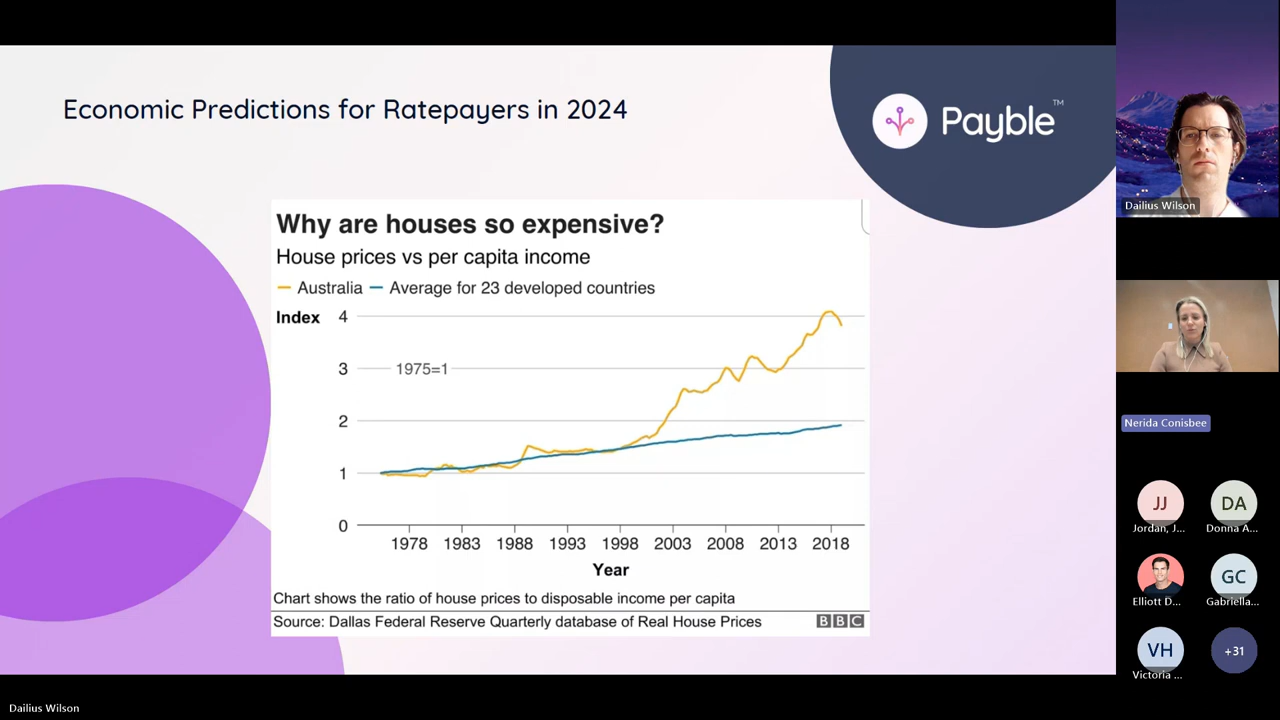 Economic Predictions for Ratepayers in 2024
Payble™
Why are houses so expensive?
House prices vs per capita income
Australia Average for 23 developed countries
Index 4
3
1975=1
2
1
0
1978 1983 1988 1993 1998 2003 2008 2013 2018
Year
Chart shows the ratio of house prices to disposable income per capita
Source: Dallas Federal Reserve Quarterly database of Real House Prices BBC
Dailius Wilson
Nerida Conisbee
JJ DA
Jordan, J... Donna A...
GC
Elliott D... Gabriella...
VH +31
Victoria ...
Dailius Wilson